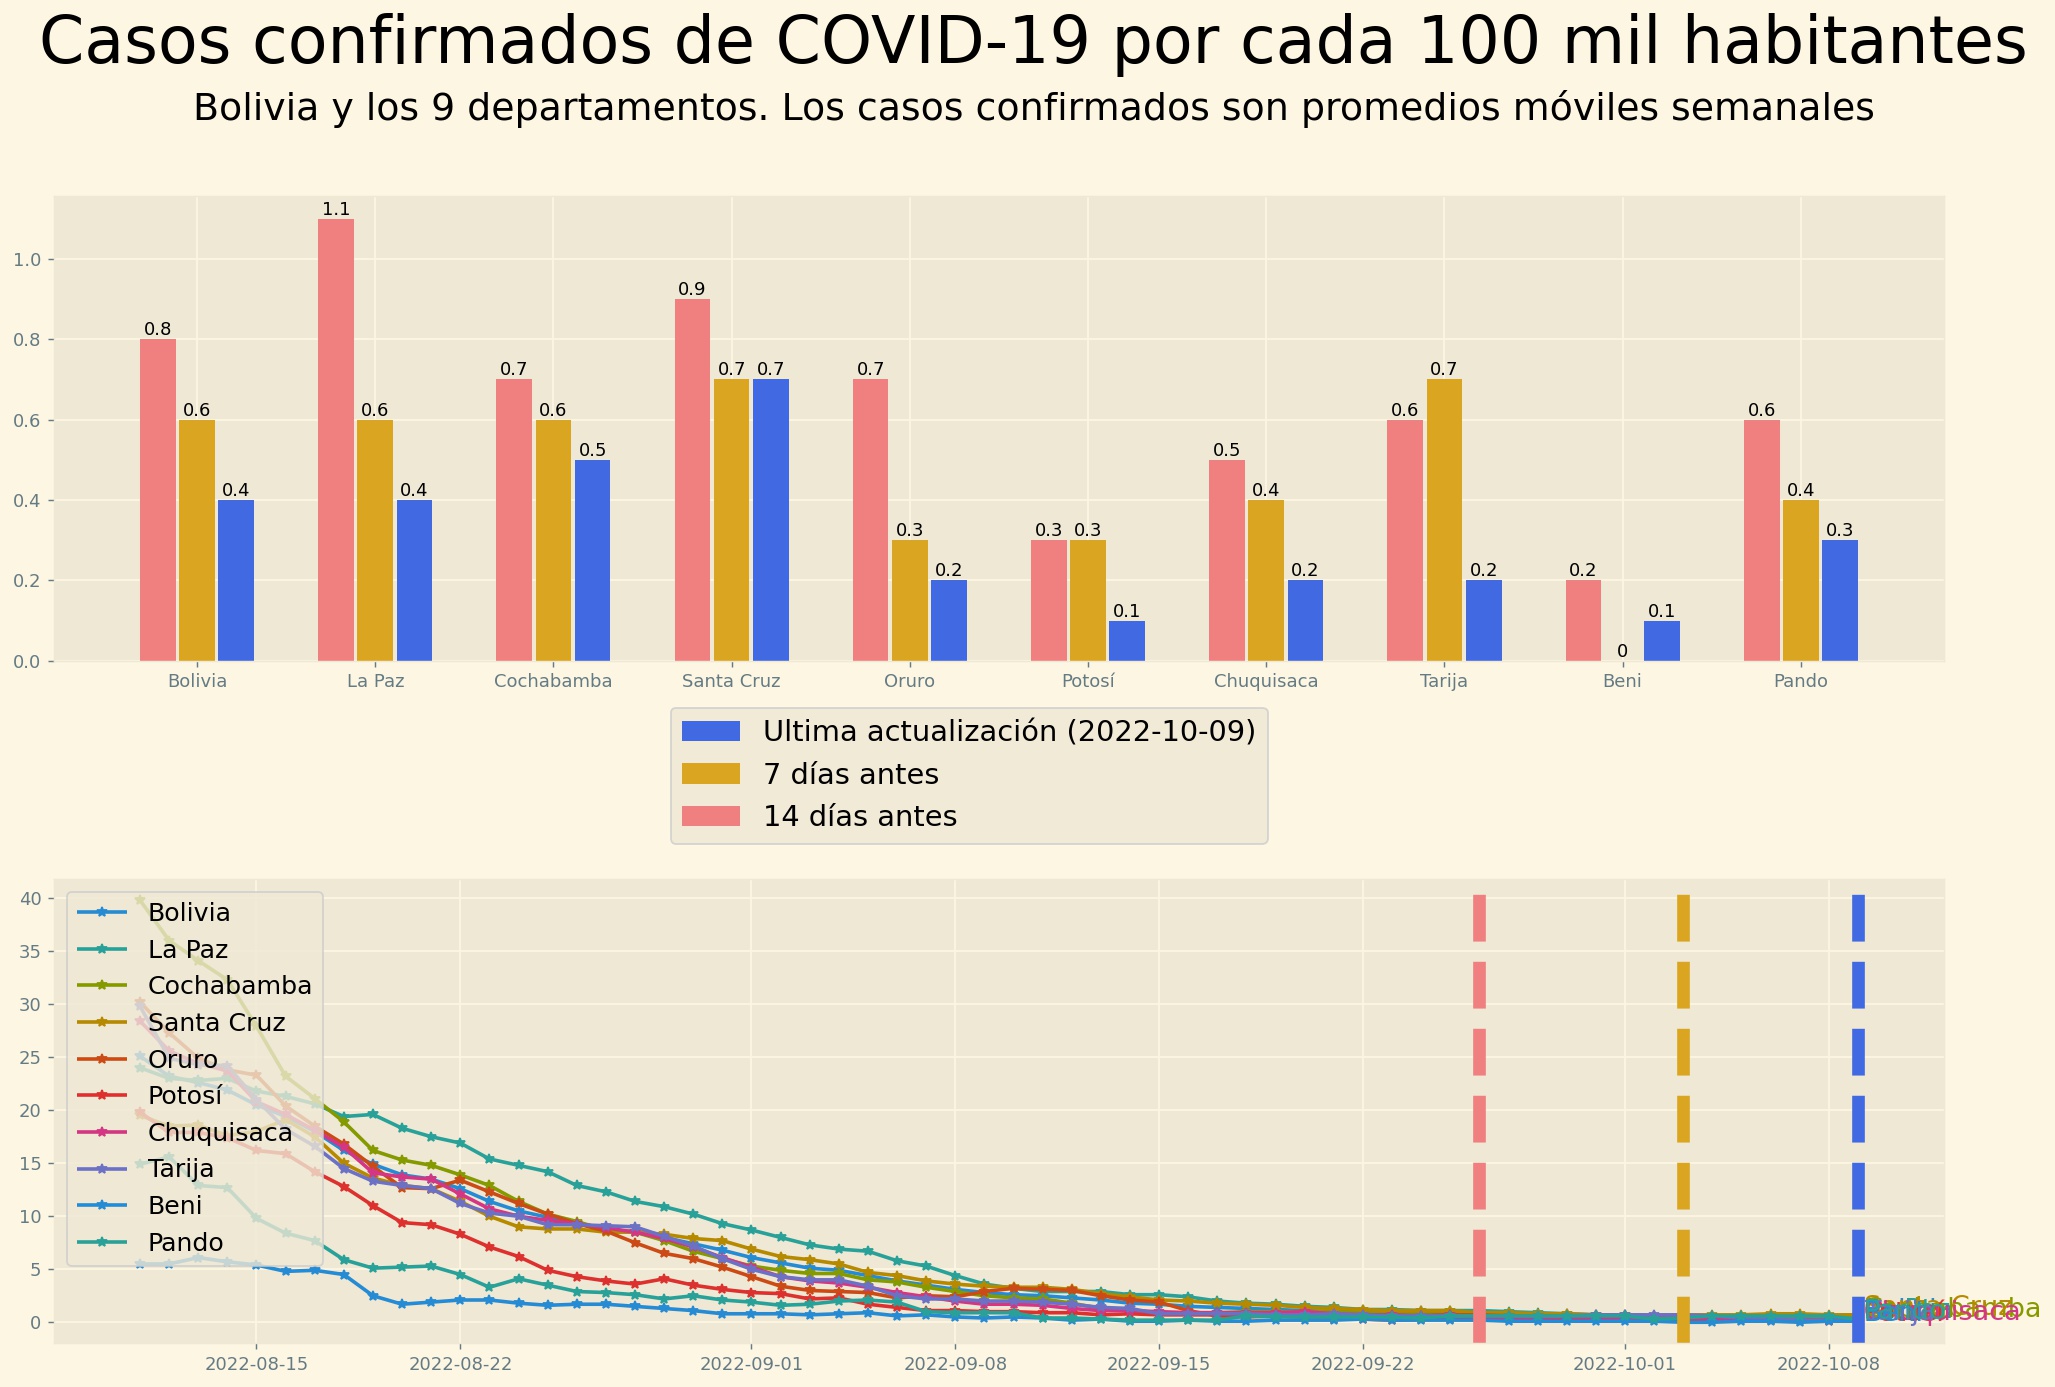 Casos confirmados de COVID-19 por cada 100 mil habitantes
Bolivia y los 9 departamentos. Los casos confirmados son promedios móviles semanales
1.1
0.9
0.8
0.7 0.7 0.7 0.7 0.7
0.6 0.6 0.6 0.6 0.6
0.5 0.5
0.4 0.4 0.4 0.4
0.3 0.3 0.3 0.3
0.2 0.2 0.2 0.2
0.1 0.1
0
1.0
0.8
0.6
0.4
0.2
0.0
Bolivia La Paz Cochabamba Santa Cruz Oruro Potosí Chuquisaca Tarija Beni Pando
Ultima actualización (2022-10-09)
7 días antes
14 días antes
40
35
30
25
20
15
10
5
0
Bolivia
La Paz
Cochabamba
Santa Cruz
Oruro
Potosí
Chuquisaca
Tarija
Beni
Pando
2022-08-15 2022-08-22 2022-09-01 2022-09-08 2022-09-15 2022-09-22 2022-10-01 2022-10-08